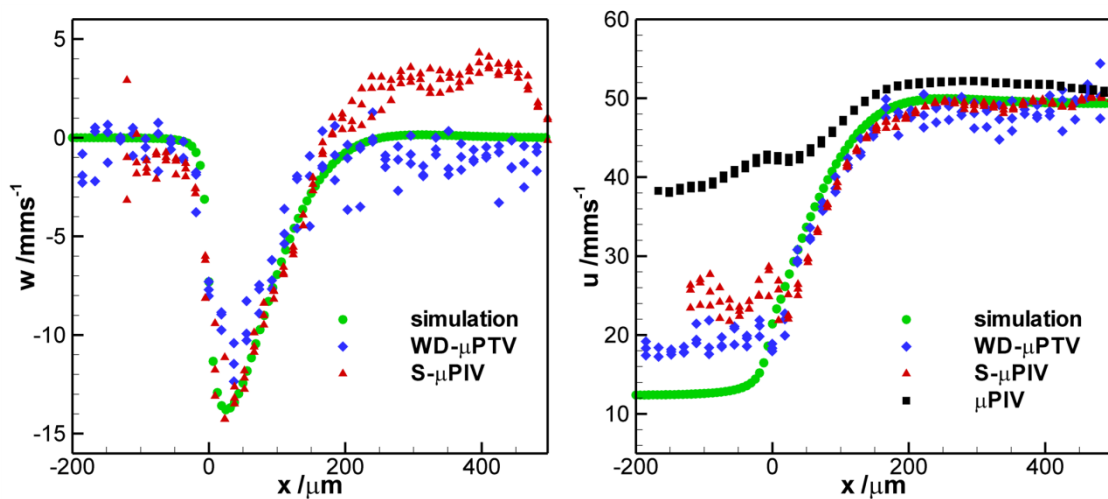 5
0
-5
-10
-15
w /mms-1
-200
0
200
400
x /μm
simulation
WD-μPTV
S-μPIV
60
50
40
30
20
10
u /mms-1
-200
0
200
400
x /μm
simulation
WD-μPTV
S-μPIV
μPIV